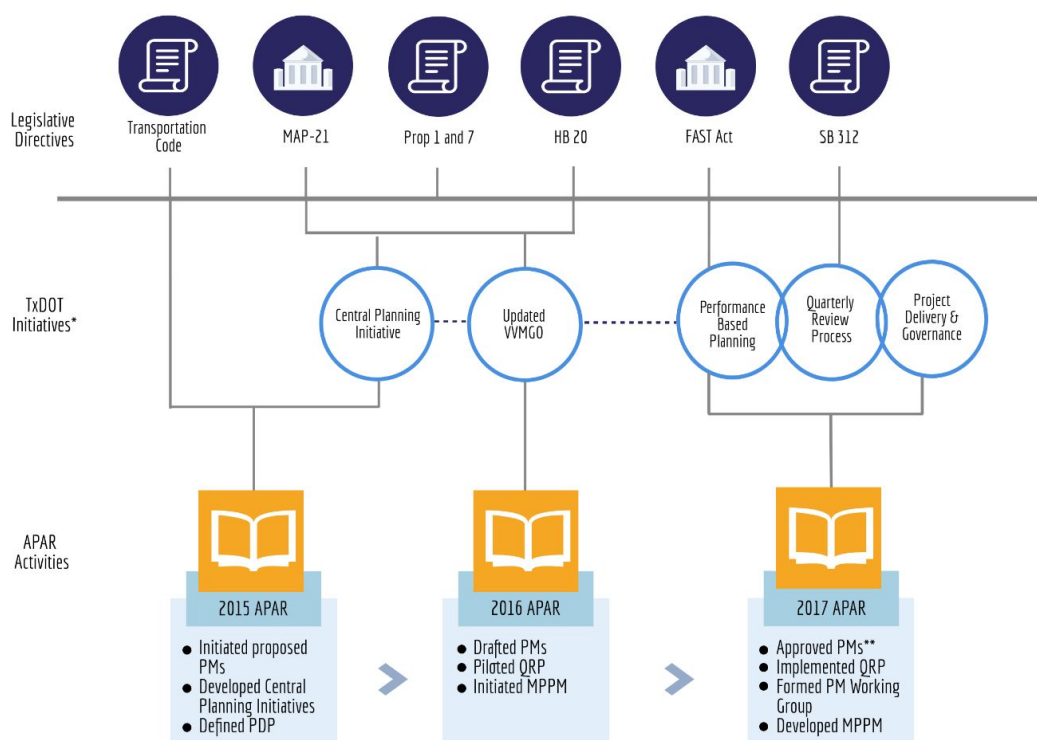 Legislative
Directives
Transportation
Code
MAP-21
Prop 1 and 7
HB 20
FAST Act
SB 312
TxDOT
Initiatives*
Central Planning
Initiative
Updated
VVMGO
Performance
Based
Planning
Quarterly
Review
Process
Project
Delivery &
Governance
APAR
Activities
2015 APAR
● Initiated proposed
PMs
● Developed Central
Planning Initiatives
● Defined PDP
2016 APAR
● Drafted PMs
● Piloted QRP
● Initiated MPPM
2017 APAR
● Approved PMs**
● Implemented QRP
● Formed PM Working
Group
● Developed MPPM